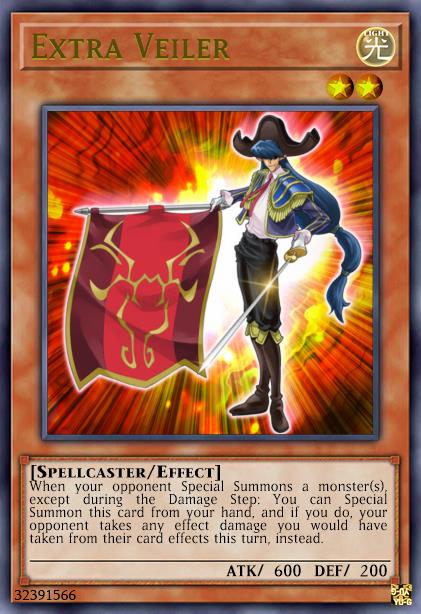 EXTRA VEILER
LIGHT
光
[SPELLCASTER/EFFECT]
When your opponent Special Summons a monster(s),
except during the Damage Step: You can Special
Summon this card from your hand, and if you do, your
opponent takes any effect damage you would have
taken from their card effects this turn, instead.
ATK/ 600 DEF/ 200
32391566